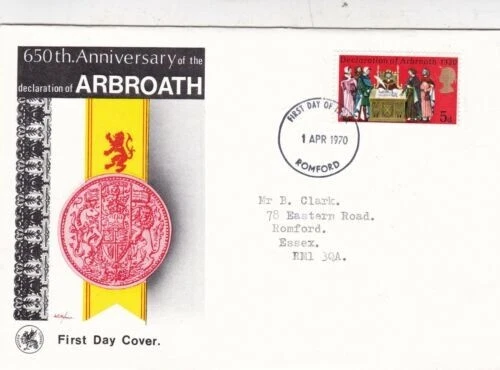 650th. Anniversary of the
declaration of ARBROATH
Declaration of Arbroath 1320
5d
FIRST DAY OF
1 APR 1970
ROMFORD
Mr B. Clark.
78 Eastern Road.
Romford.
Essex.
RM1 3QA.
First Day Cover.